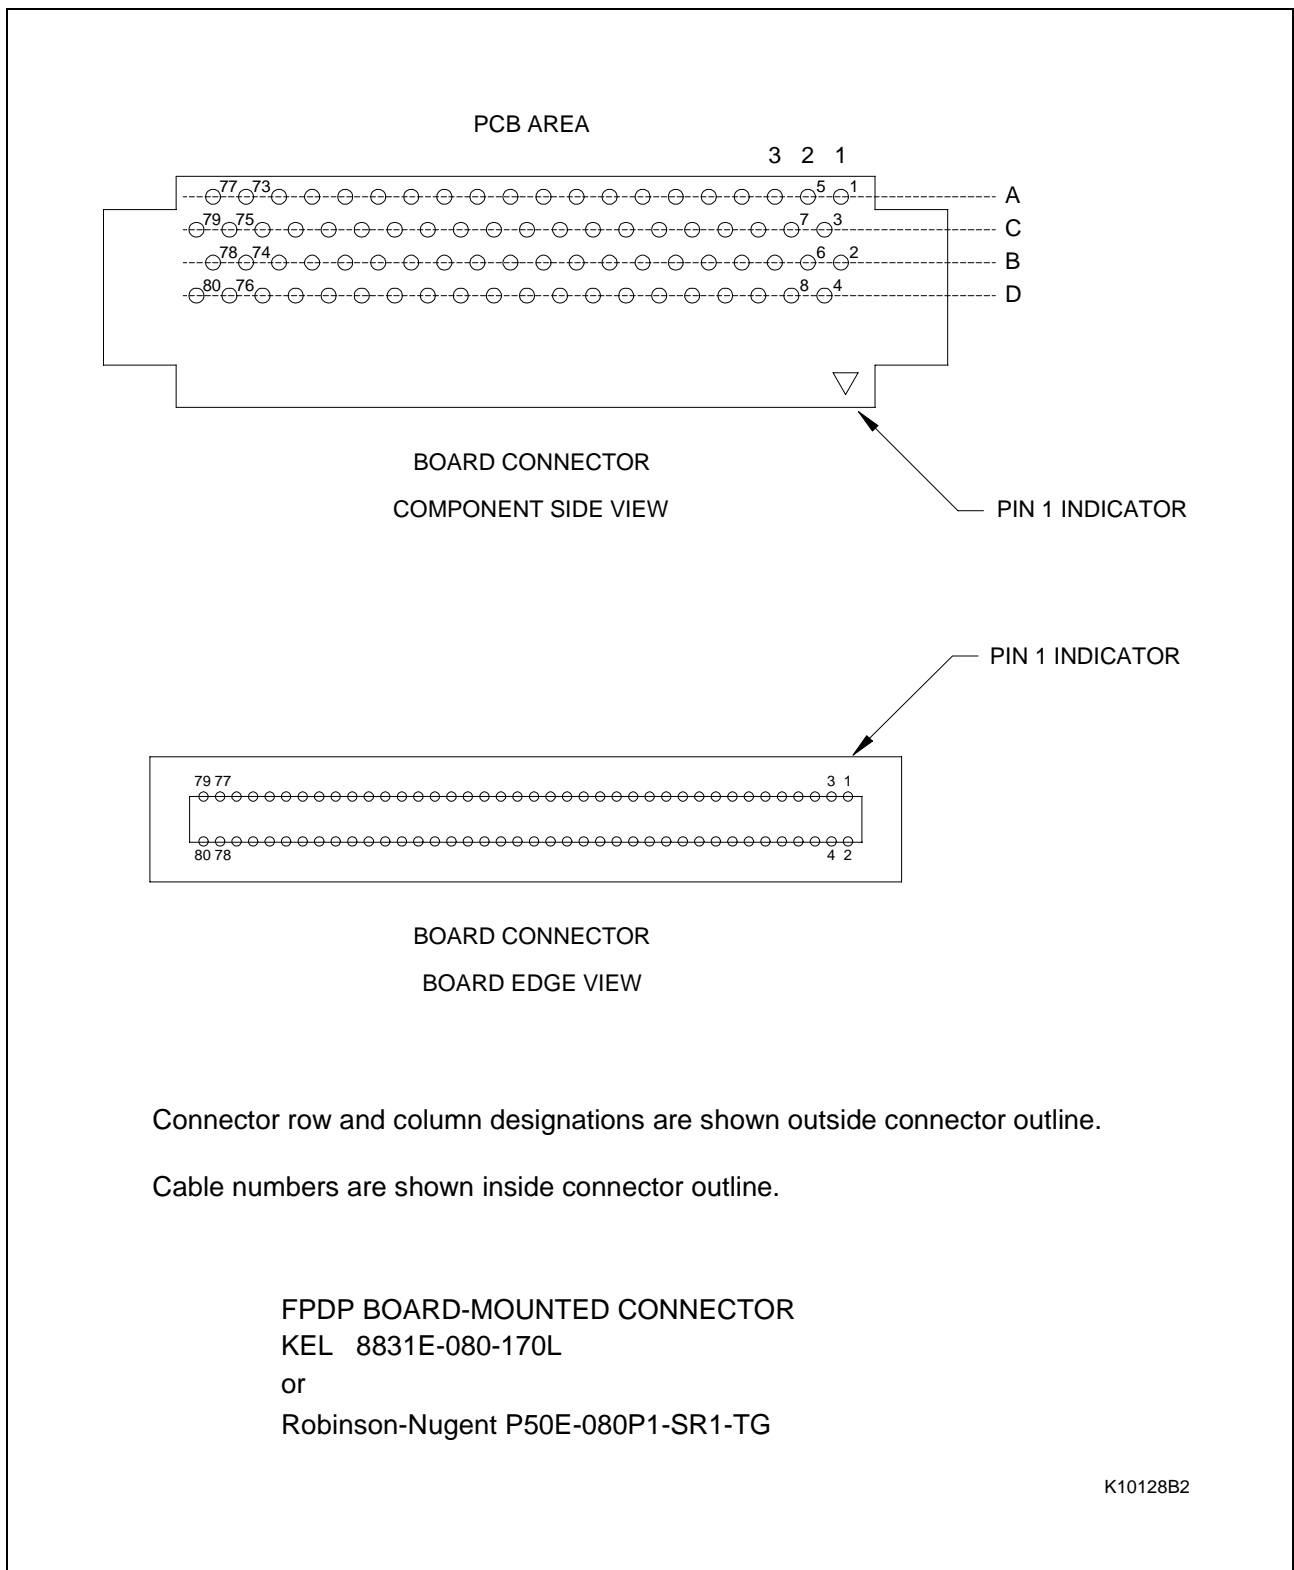 PCB AREA
3 2 1
77 73 5 1 A
79 75 7 3 C
78 74 6 2 B
80 76 8 4 D
BOARD CONNECTOR
COMPONENT SIDE VIEW
PIN 1 INDICATOR
PIN 1 INDICATOR
79 77 3 1
80 78 4 2
BOARD CONNECTOR
BOARD EDGE VIEW
Connector row and column designations are shown outside connector outline.
Cable numbers are shown inside connector outline.
FPDP BOARD-MOUNTED CONNECTOR
KEL 8831E-080-170L
or
Robinson-Nugent P50E-080P1-SR1-TG
K10128B2